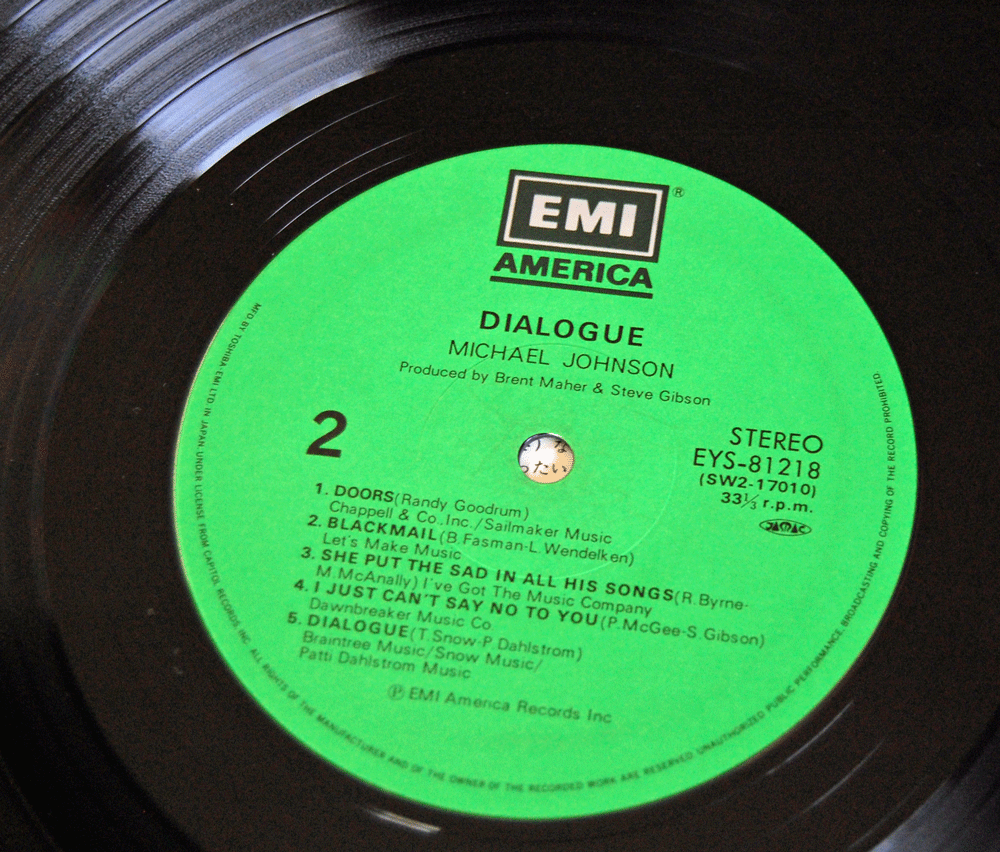 EMI ®
AMERICA
DIALOGUE
MICHAEL JOHNSON
Produced by Brent Maher & Steve Gibson
2
STEREO
EYS-81218
(SW2-17010)
33⅓ r.p.m.
1. DOORS(Randy Goodrum)
Chappell & Co.,Inc./Sailmaker Music
2. BLACKMAIL(B.Fasman-L.Wendelken)
Let's Make Music
3. SHE PUT THE SAD IN ALL HIS SONGS(R.Byrne-
M.McAnally) I've Got The Music Company
4. I JUST CAN'T SAY NO TO YOU(P.McGee-S.Gibson)
Dawnbreaker Music Co
5. DIALOGUE(T.Snow-P.Dahlstrom)
Braintree Music/Snow Music/
Patti Dahlstrom Music
Ⓟ EMI America Records Inc
MFD. BY TOSHIBA-EMI LTD IN JAPAN UNDER LICENSE FROM CAPITOL RECORDS INC. ALL RIGHTS OF THE MANUFACTURER AND OF THE OWNER OF THE RECORDED WORK ARE RESERVED. UNAUTHORIZED PUBLIC PERFORMANCE, BROADCASTING AND COPYING OF THE RECORD PROHIBITED.
な
ったい